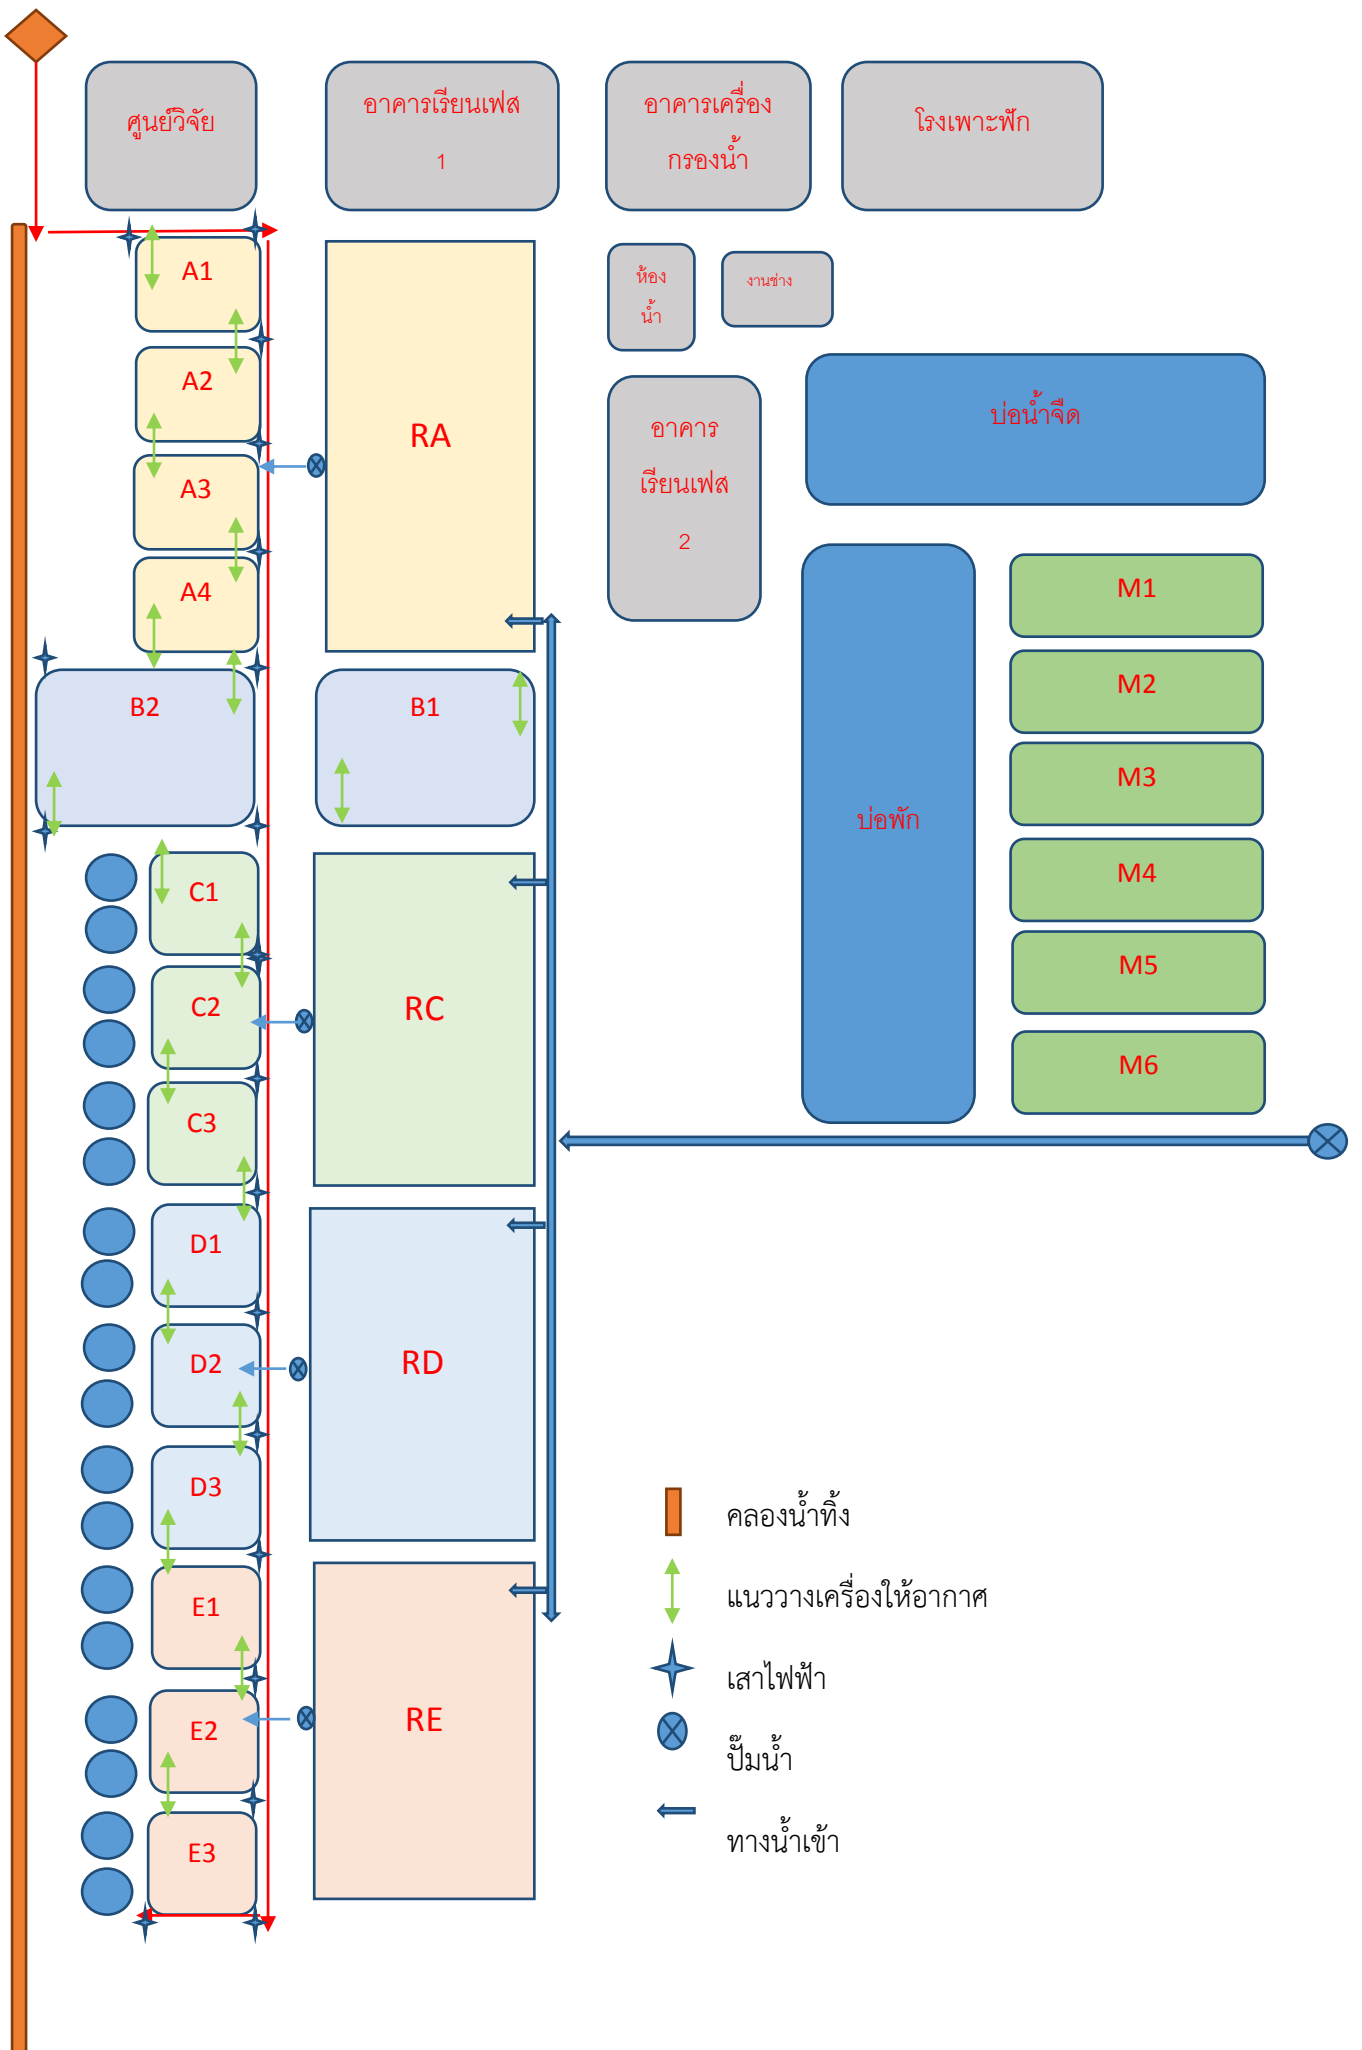 ศูนย์วิจัย
อาคารเรียนเฟส
1
อาคารเครื่อง
กรองน้ำ
โรงเพาะฟัก
A1
A2
A3
A4
RA
ห้อง
น้ำ
งานช่าง
อาคาร
เรียนเฟส
2
บ่อน้ำจืด
บ่อพัก
M1
M2
M3
M4
M5
M6
B2
B1
C1
C2
C3
RC
D1
D2
D3
RD
E1
E2
E3
RE
คลองน้ำทิ้ง
แนววางเครื่องให้อากาศ
เสาไฟฟ้า
ปั๊มน้ำ
ทางน้ำเข้า